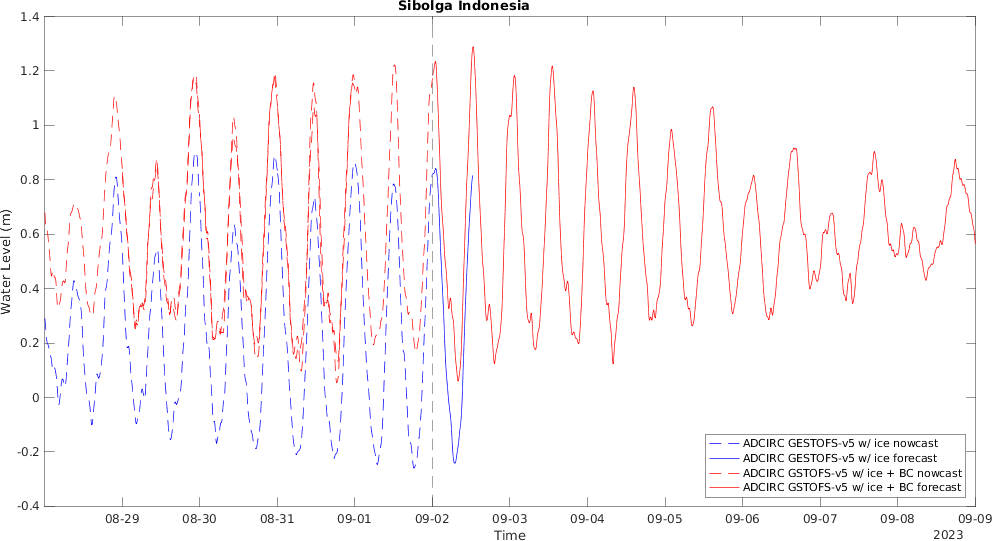 Sibolga Indonesia
1.4
1.2
1
0.8
0.6
0.4
0.2
0
-0.2
-0.4
Water Level (m)
ADCIRC GESTOFS-v5 w/ ice nowcast
ADCIRC GESTOFS-v5 w/ ice forecast
ADCIRC GSTOFS-v5 w/ ice + BC nowcast
ADCIRC GSTOFS-v5 w/ ice + BC forecast
08-29 08-30 08-31 09-01 09-02 09-03 09-04 09-05 09-06 09-07 09-08 09-09
Time
2023